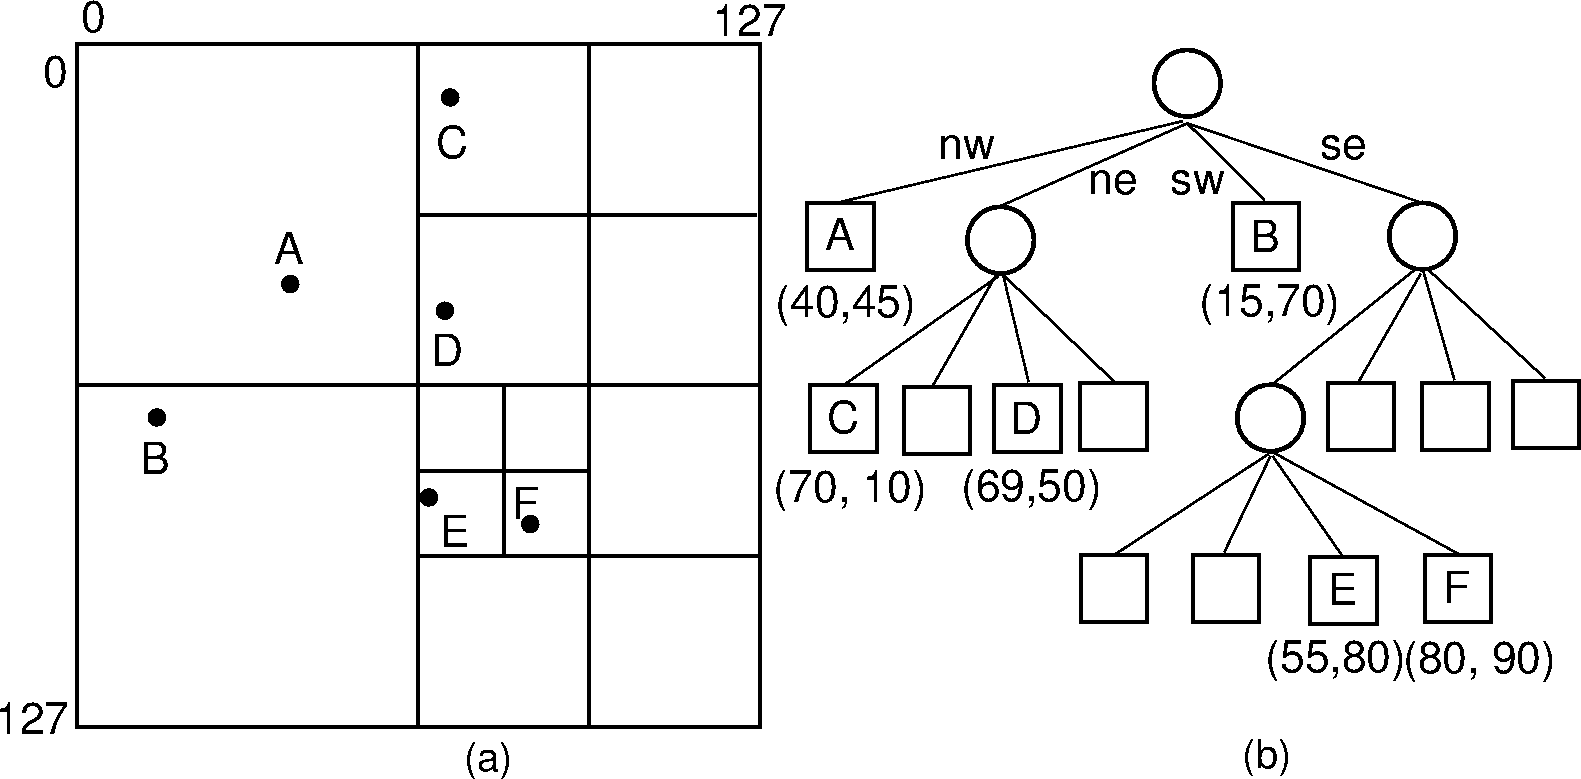 0
127
0
C
A
D
B
E
F
127
(a)
nw
ne
sw
se
A
B
(40,45)
(15,70)
C
D
(70, 10)
(69,50)
E
F
(55,80)
(80, 90)
(b)